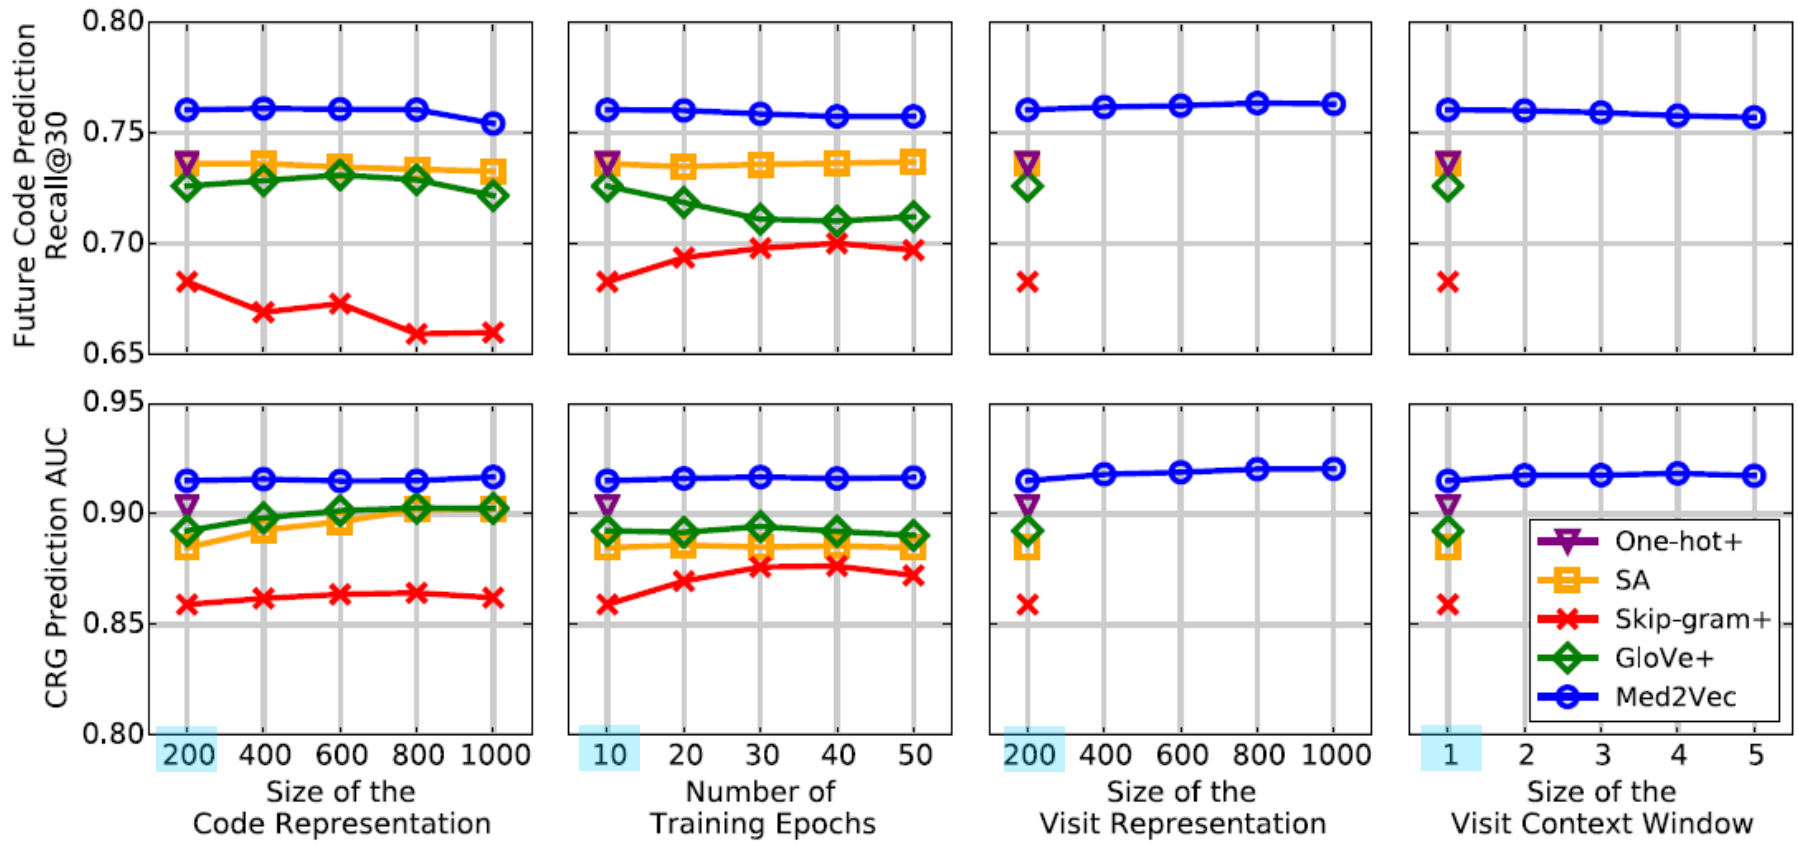 Future Code Prediction
Recall@30
0.80
0.75
0.70
0.65
CRG Prediction AUC
0.95
0.90
0.85
0.80
200 400 600 800 1000
Size of the
Code Representation
10 20 30 40 50
Number of
Training Epochs
200 400 600 800 1000
Size of the
Visit Representation
1 2 3 4 5
Size of the
Visit Context Window
One-hot+
SA
Skip-gram+
GloVe+
Med2Vec